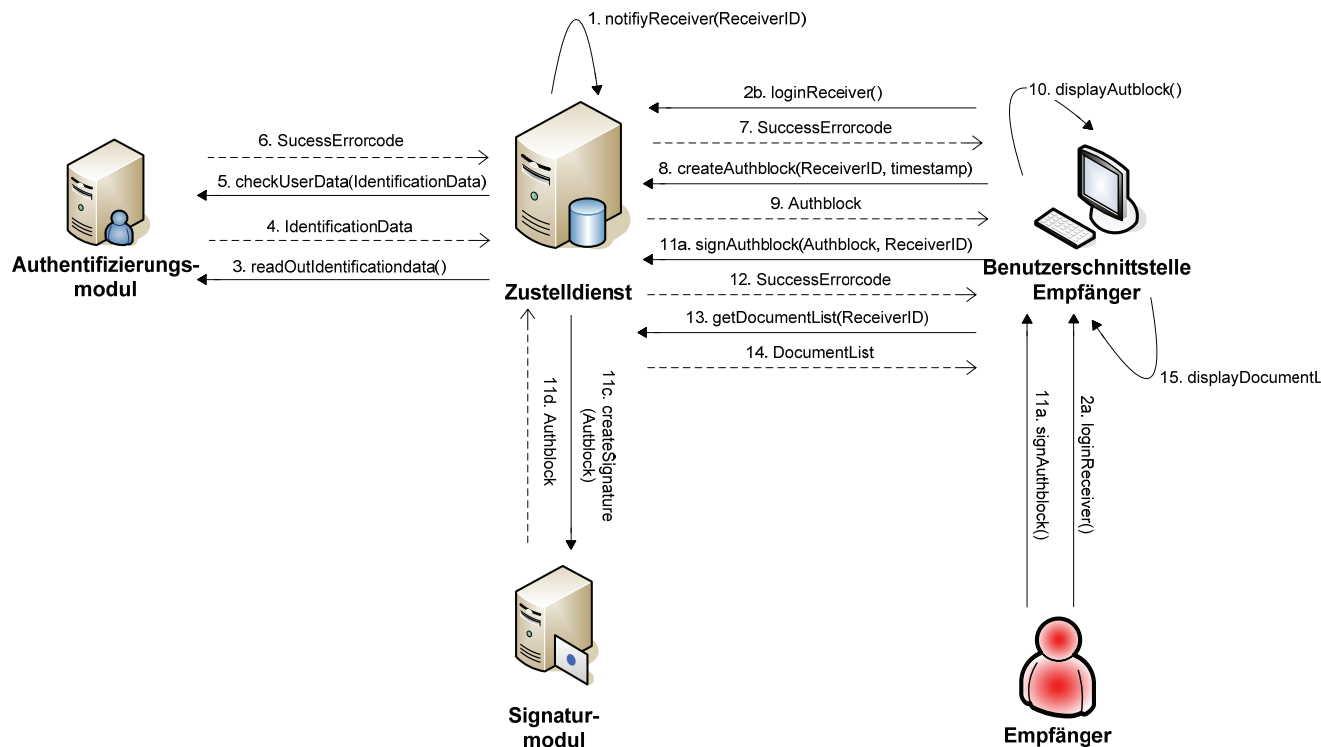 1. notifiyReceiver(ReceiverID)
2b. loginReceiver()
10. displayAutblock()
7. SuccessErrorcode
6. SucessErrorcode
8. createAuthblock(ReceiverID, timestamp)
5. checkUserData(IdentificationData)
9. Authblock
4. IdentificationData
11a. signAuthblock(Authblock, ReceiverID)
3. readOutIdentificationdata()
Authentifizierungs-
modul
12. SuccessErrorcode
Zustelldienst
Benutzerschnittstelle
Empfänger
13. getDocumentList(ReceiverID)
14. DocumentList
15. displayDocumentL
11d. Authblock
11c. createSignature
(Autblock)
11a. signAuthblock()
2a. loginReceiver()
Signatur-
modul
Empfänger